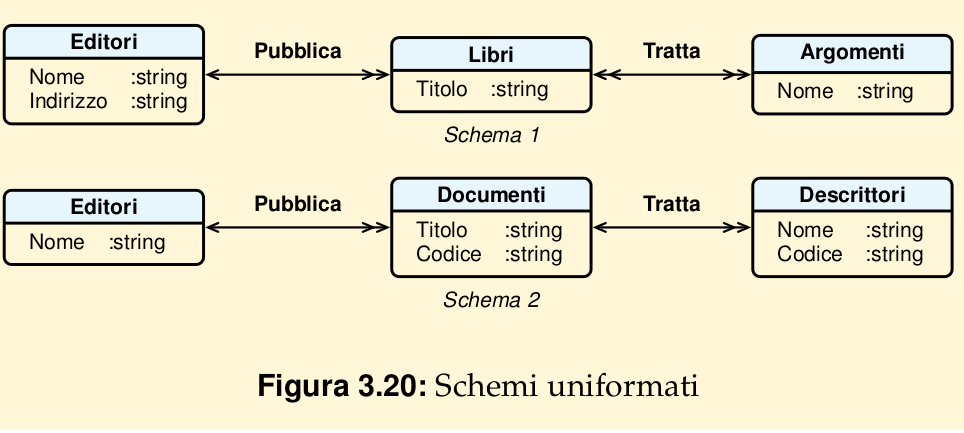 Editori
Nome :string
Indirizzo :string
Pubblica
Libri
Titolo :string
Tratta
Argomenti
Nome :string
Schema 1
Editori
Nome :string
Pubblica
Documenti
Titolo :string
Codice :string
Tratta
Descrittori
Nome :string
Codice :string
Schema 2
Figura 3.20: Schemi uniformati